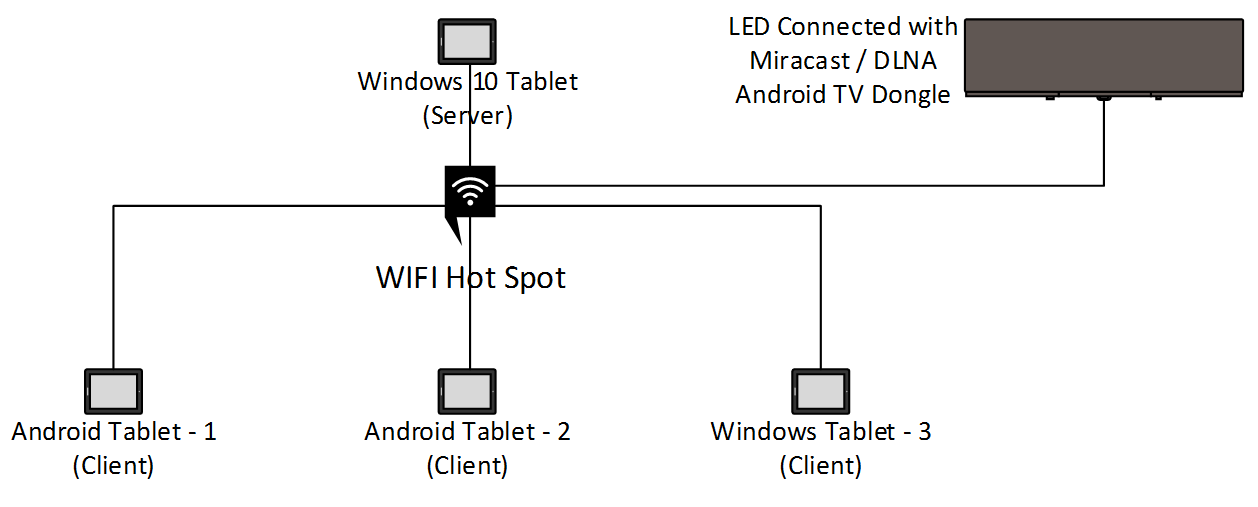 LED Connected with
Miracast / DLNA
Android TV Dongle
Windows 10 Tablet
(Server)
WIFI Hot Spot
Android Tablet - 1
(Client)
Android Tablet - 2
(Client)
Windows Tablet - 3
(Client)